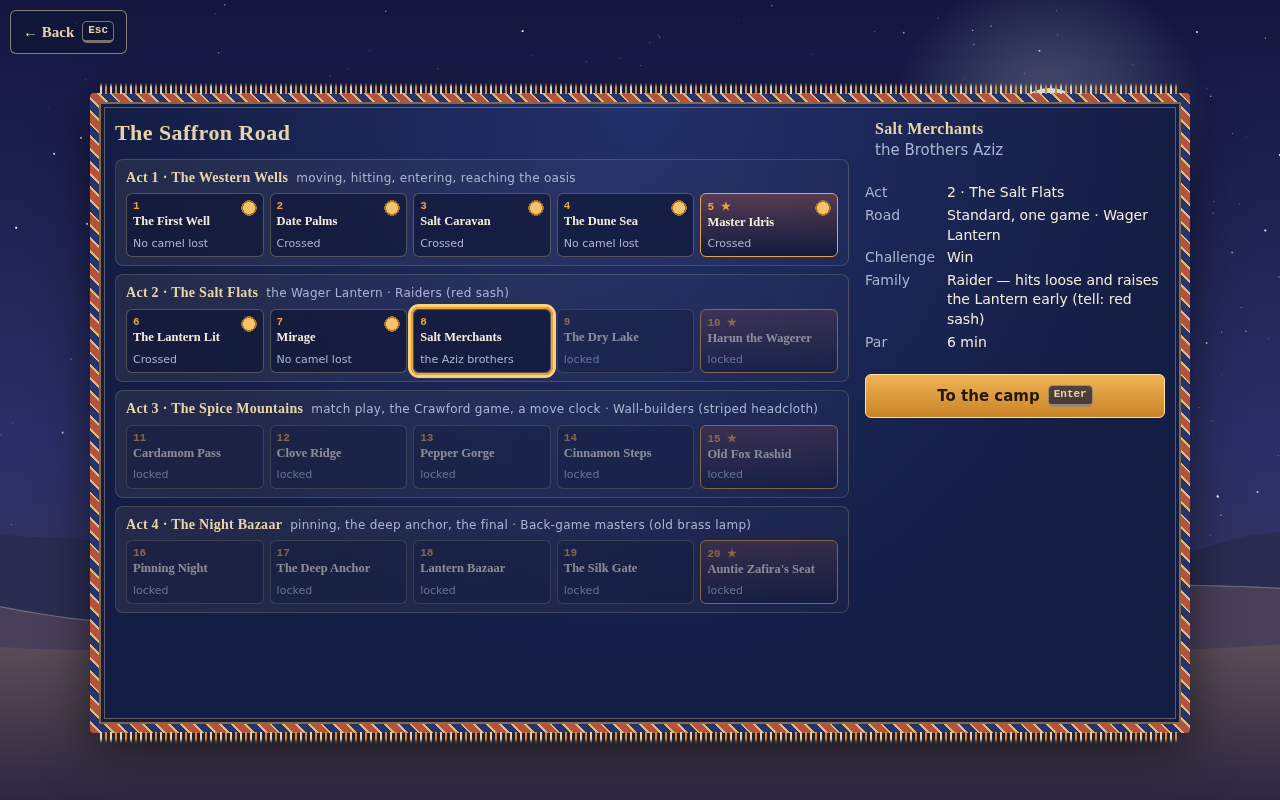 ← Back Esc
The Saffron Road
Act 1 · The Western Wells moving, hitting, entering, reaching the oasis
1
The First Well
No camel lost
2
Date Palms
Crossed
3
Salt Caravan
Crossed
4
The Dune Sea
No camel lost
5 ★
Master Idris
Crossed
Act 2 · The Salt Flats the Wager Lantern · Raiders (red sash)
6
The Lantern Lit
Crossed
7
Mirage
No camel lost
8
Salt Merchants
the Aziz brothers
9
The Dry Lake
locked
10 ★
Harun the Wagerer
locked
Act 3 · The Spice Mountains match play, the Crawford game, a move clock · Wall-builders (striped headcloth)
11
Cardamom Pass
locked
12
Clove Ridge
locked
13
Pepper Gorge
locked
14
Cinnamon Steps
locked
15 ★
Old Fox Rashid
locked
Act 4 · The Night Bazaar pinning, the deep anchor, the final · Back-game masters (old brass lamp)
16
Pinning Night
locked
17
The Deep Anchor
locked
18
Lantern Bazaar
locked
19
The Silk Gate
locked
20 ★
Auntie Zafira's Seat
locked
Salt Merchants
the Brothers Aziz
Act 2 · The Salt Flats
Road Standard, one game · Wager
Lantern
Challenge Win
Family Raider — hits loose and raises
the Lantern early (tell: red
sash)
Par 6 min
To the camp Enter